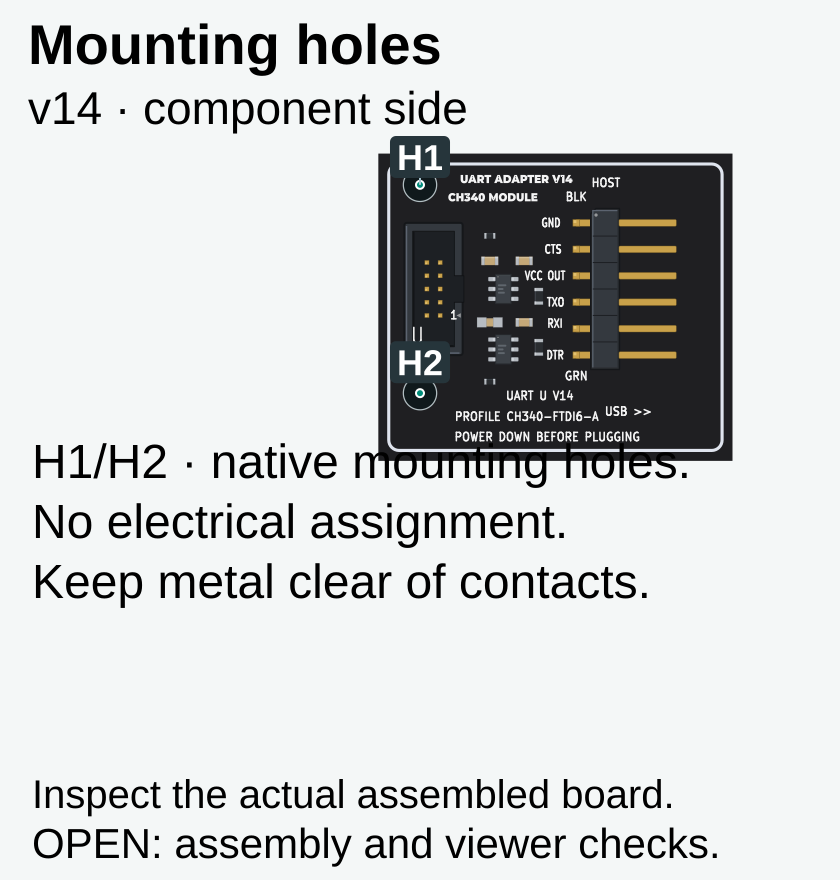 Mounting holes
v14 · component side
H1
UART ADAPTER V14
HOST
CH340 MODULE
BLK
GND
CTS
VCC OUT
TXO
1
RXI
DTR
H2
GRN
UART U V14
PROFILE CH340-FTDI6-A
USB >>
POWER DOWN BEFORE PLUGGING
H1/H2 · native mounting holes.
No electrical assignment.
Keep metal clear of contacts.
Inspect the actual assembled board.
OPEN: assembly and viewer checks.